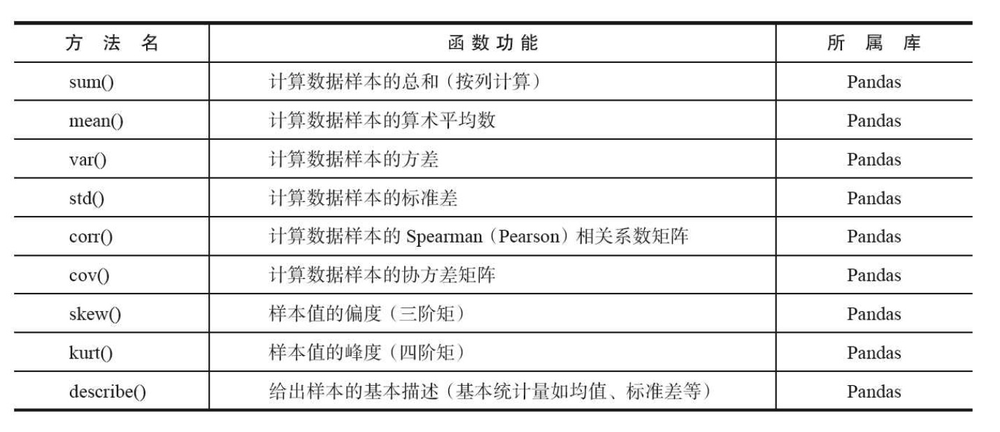 方 法 名 函数功能 所 属 库
sum() 计算数据样本的总和（按列计算） Pandas
mean() 计算数据样本的算术平均数 Pandas
var() 计算数据样本的方差 Pandas
std() 计算数据样本的标准差 Pandas
corr() 计算数据样本的 Spearman（Pearson）相关系数矩阵 Pandas
cov() 计算数据样本的协方差矩阵 Pandas
skew() 样本值的偏度（三阶矩） Pandas
kurt() 样本值的峰度（四阶矩） Pandas
describe() 给出样本的基本描述（基本统计量如均值、标准差等） Pandas